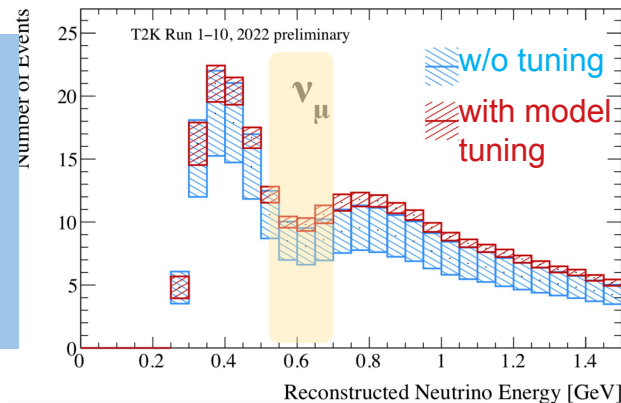 25
T2K Run 1–10, 2022 preliminary
w/o tuning
with model
tuning
ν_μ
Number of Events
20
15
10
5
0
0 0.2 0.4 0.6 0.8 1 1.2 1.4
Reconstructed Neutrino Energy [GeV]